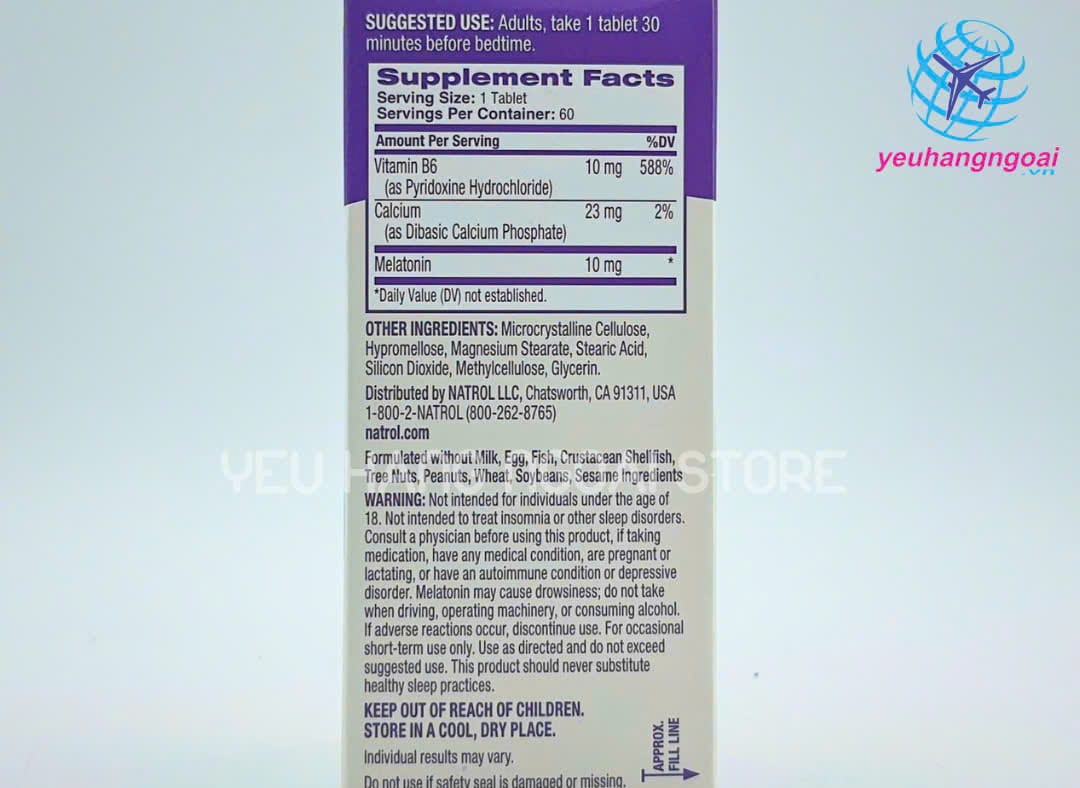 SUGGESTED USE: Adults, take 1 tablet 30
minutes before bedtime.
Supplement Facts
Serving Size: 1 Tablet
Servings Per Container: 60
Amount Per Serving %DV
Vitamin B6 10 mg 588%
(as Pyridoxine Hydrochloride)
Calcium 23 mg 2%
(as Dibasic Calcium Phosphate)
Melatonin 10 mg *
*Daily Value (DV) not established.
OTHER INGREDIENTS: Microcrystalline Cellulose,
Hypromellose, Magnesium Stearate, Stearic Acid,
Silicon Dioxide, Methylcellulose, Glycerin.
Distributed by NATROL LLC, Chatsworth, CA 91311, USA
1-800-2-NATROL (800-262-8765)
natrol.com
Formulated without Milk, Egg, Fish, Crustacean Shellfish,
Tree Nuts, Peanuts, Wheat, Soybeans, Sesame Ingredients
WARNING: Not intended for individuals under the age of
18. Not intended to treat insomnia or other sleep disorders.
Consult a physician before using this product, if taking
medication, have any medical condition, are pregnant or
lactating, or have an autoimmune condition or depressive
disorder. Melatonin may cause drowsiness; do not take
when driving, operating machinery, or consuming alcohol.
If adverse reactions occur, discontinue use. For occasional
short-term use only. Use as directed and do not exceed
suggested use. This product should never substitute
healthy sleep practices.
KEEP OUT OF REACH OF CHILDREN.
STORE IN A COOL, DRY PLACE.
Individual results may vary.
Do not use if safety seal is damaged or missing.
APPROX.
FILL LINE
yeuhangngoai
.vn
YEU HANG NGOAI STORE